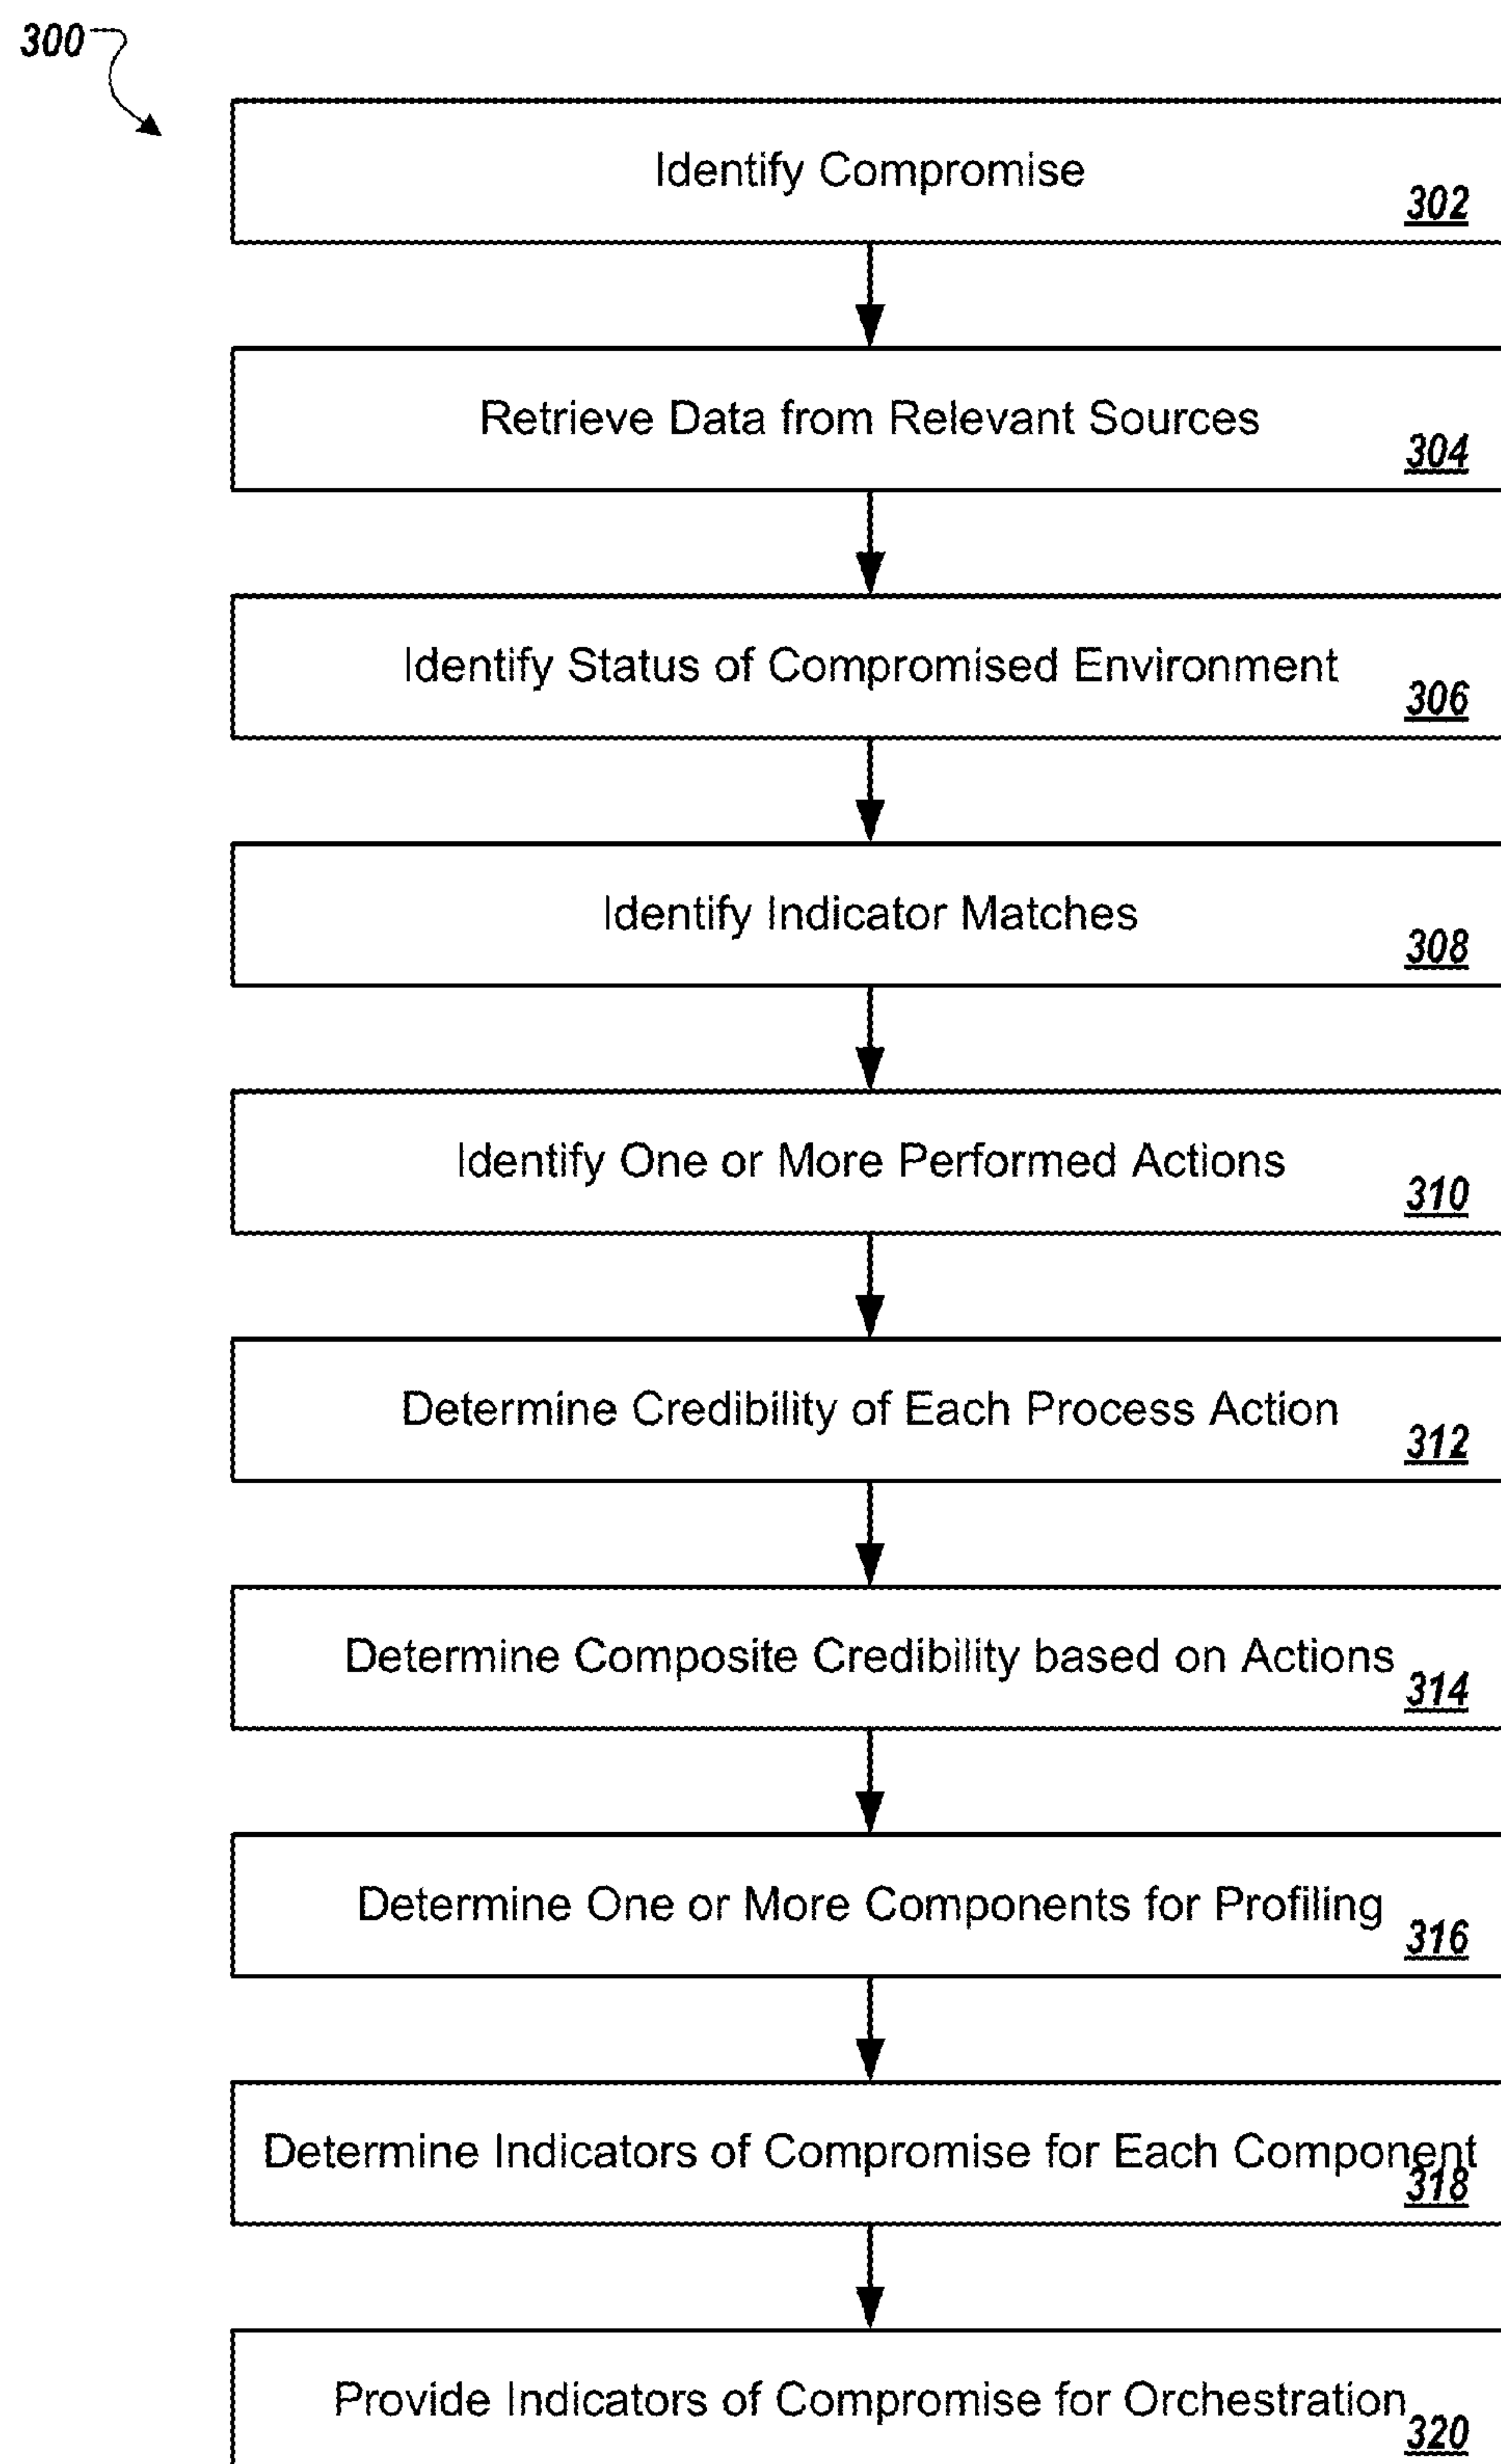 300
Identify Compromise
302
Retrieve Data from Relevant Sources
304
Identify Status of Compromised Environment
306
Identify Indicator Matches
308
Identify One or More Performed Actions
310
Determine Credibility of Each Process Action
312
Determine Composite Credibility based on Actions
314
Determine One or More Components for Profiling
316
Determine Indicators of Compromise for Each Component
318
Provide Indicators of Compromise for Orchestration
320